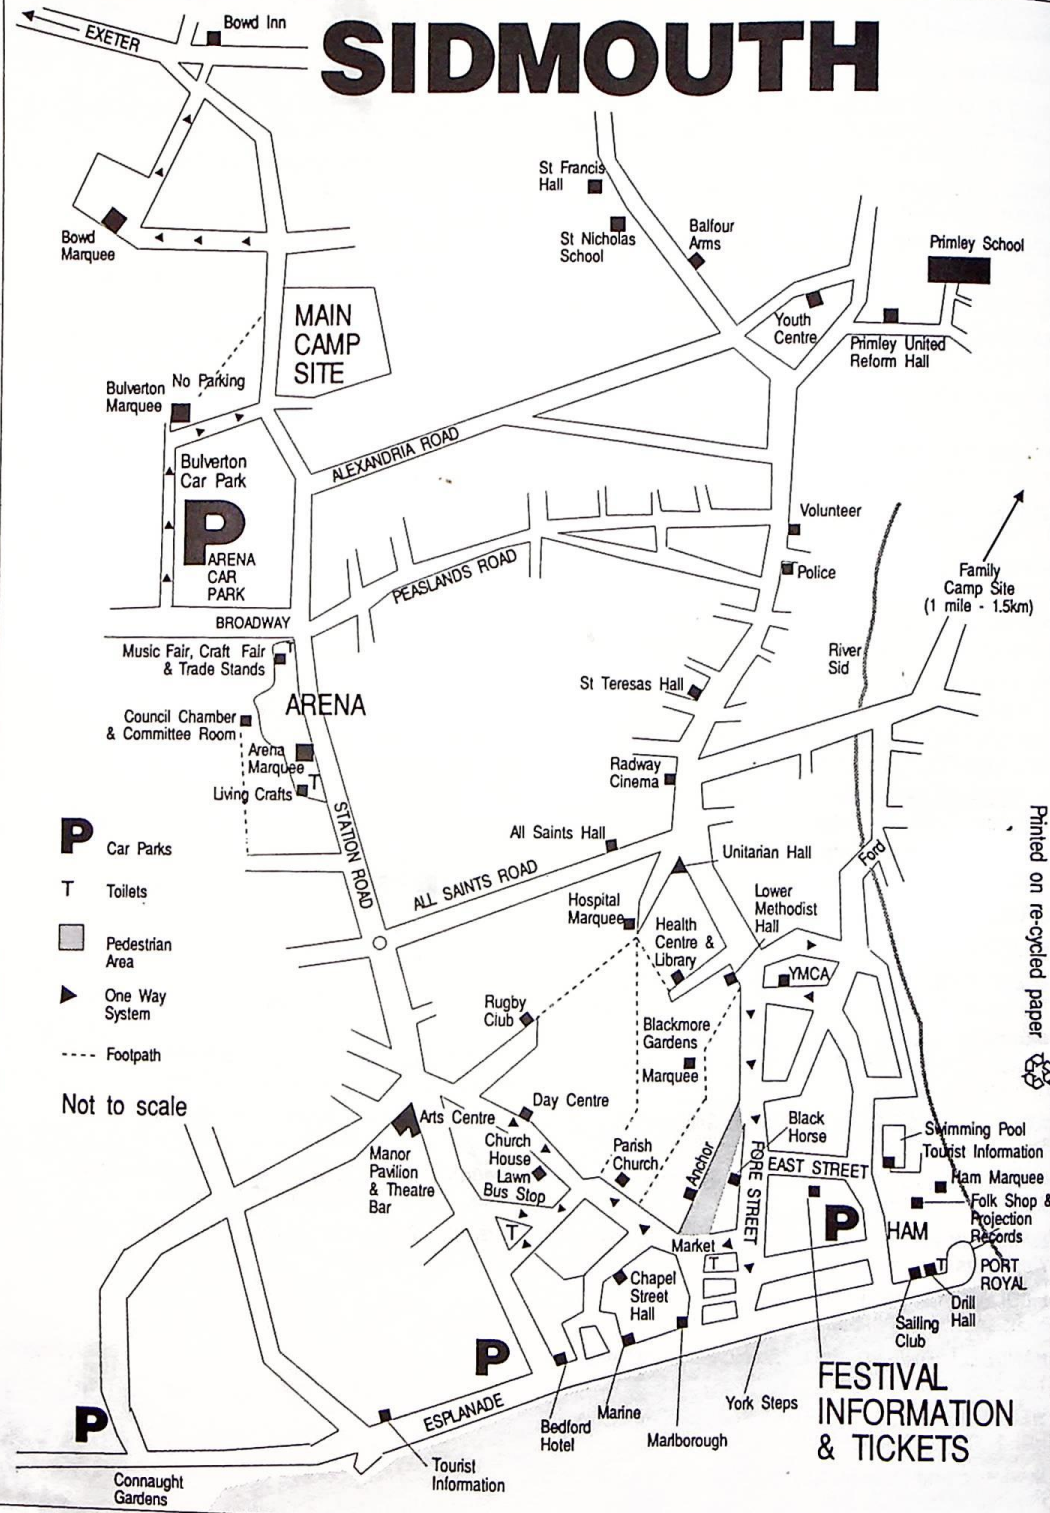 SIDMOUTH
EXETER
Bowd Inn
St Francis
Hall
St Nicholas
School
Balfour
Arms
Primley School
Bowd
Marquee
Youth
Centre
Primley United
Reform Hall
MAIN
CAMP
SITE
No Parking
Bulverton
Marquee
ALEXANDRIA ROAD
Bulverton
Car Park
P
ARENA
CAR
PARK
Volunteer
Police
PEASLANDS ROAD
Family
Camp Site
(1 mile - 1.5km)
BROADWAY
T
Music Fair, Craft Fair
& Trade Stands
River
Sid
St Teresas Hall
ARENA
Council Chamber
& Committee Room
Arena
Marquee
T
Living Crafts
Radway
Cinema
STATION ROAD
All Saints Hall
ALL SAINTS ROAD
Unitarian Hall
Ford
P
Car Parks
T
Toilets
Pedestrian
Area
One Way
System
Footpath
Not to scale
Printed on re-cycled paper
Hospital
Marquee
Health
Centre &
Library
Lower
Methodist
Hall
YMCA
Rugby
Club
Blackmore
Gardens
Marquee
Day Centre
Arts Centre
Manor
Pavilion
& Theatre
Bar
Church
House
Lawn
Bus Stop
Parish
Church
Anchor
Black
Horse
FORE STREET
EAST STREET
Swimming Pool
Tourist Information
Ham Marquee
Folk Shop &
Projection
Records
HAM
P
T
Market
T
T
PORT
ROYAL
Chapel
Street
Hall
Drill
Hall
Sailing
Club
P
P
ESPLANADE
Bedford
Hotel
Marine
Marlborough
York Steps
FESTIVAL
INFORMATION
& TICKETS
Tourist
Information
Connaught
Gardens